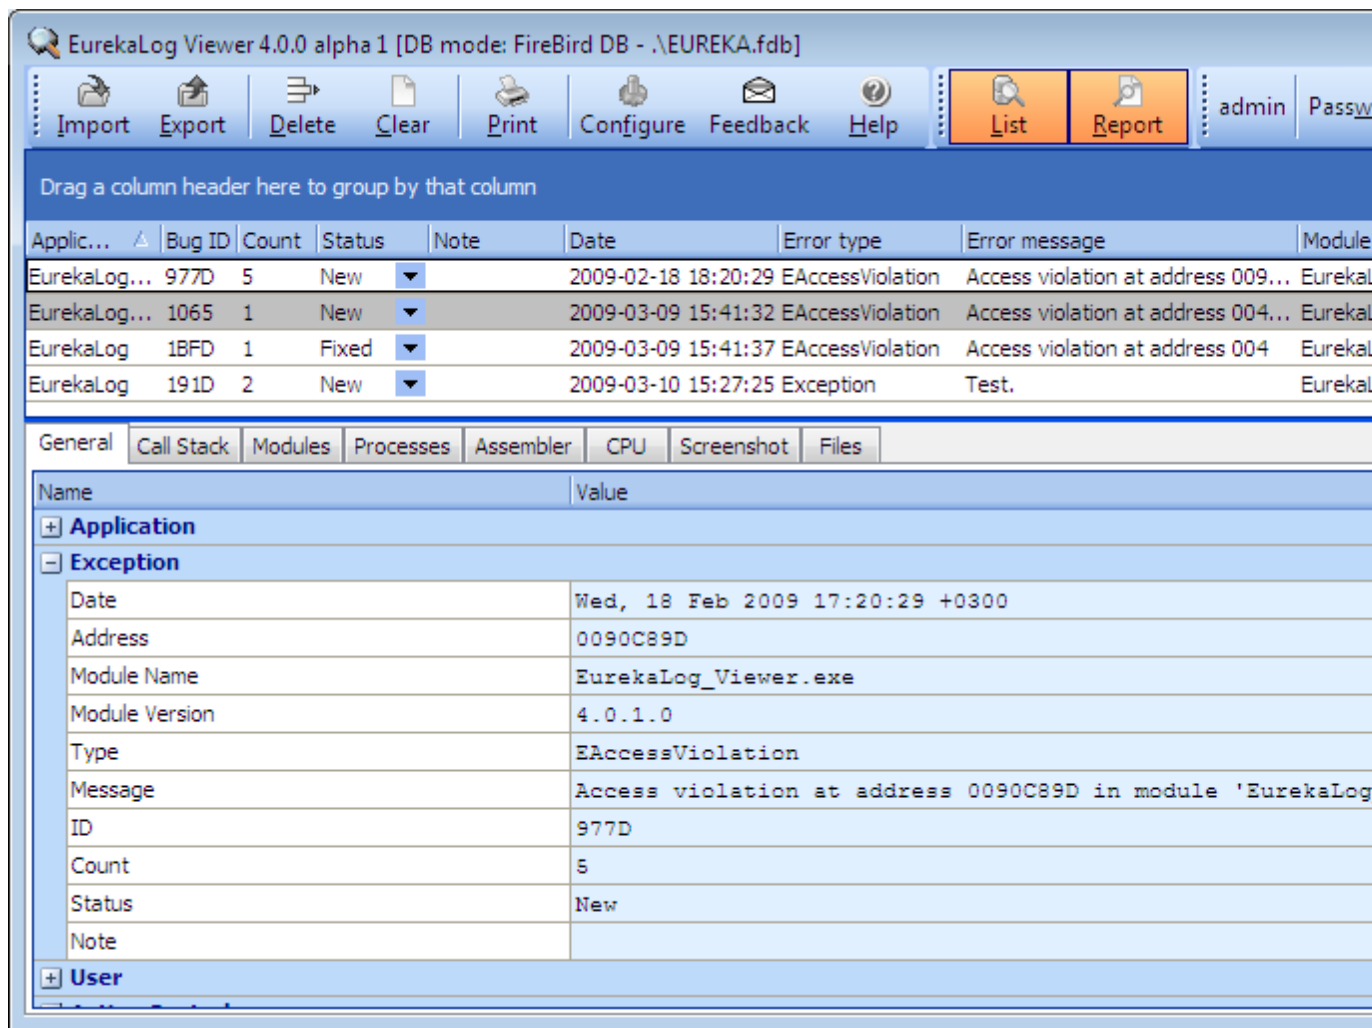 EurekaLog Viewer 4.0.0 alpha 1 [DB mode: FireBird DB - .\EUREKA.fdb]
Import Export Delete Clear Print Configure Feedback Help List Report admin Passw
Drag a column header here to group by that column
Applic... Bug ID Count Status Note Date Error type Error message Module
EurekaLog... 977D 5 New 2009-02-18 18:20:29 EAccessViolation Access violation at address 009... EurekaL
EurekaLog... 1065 1 New 2009-03-09 15:41:32 EAccessViolation Access violation at address 004... EurekaL
EurekaLog 1BFD 1 Fixed 2009-03-09 15:41:37 EAccessViolation Access violation at address 004 EurekaL
EurekaLog 191D 2 New 2009-03-10 15:27:25 Exception Test. EurekaL
General Call Stack Modules Processes Assembler CPU Screenshot Files
Name Value
Application
Exception
Date Wed, 18 Feb 2009 17:20:29 +0300
Address 0090C89D
Module Name EurekaLog_Viewer.exe
Module Version 4.0.1.0
Type EAccessViolation
Message Access violation at address 0090C89D in module 'EurekaLog
ID 977D
Count 5
Status New
Note
User